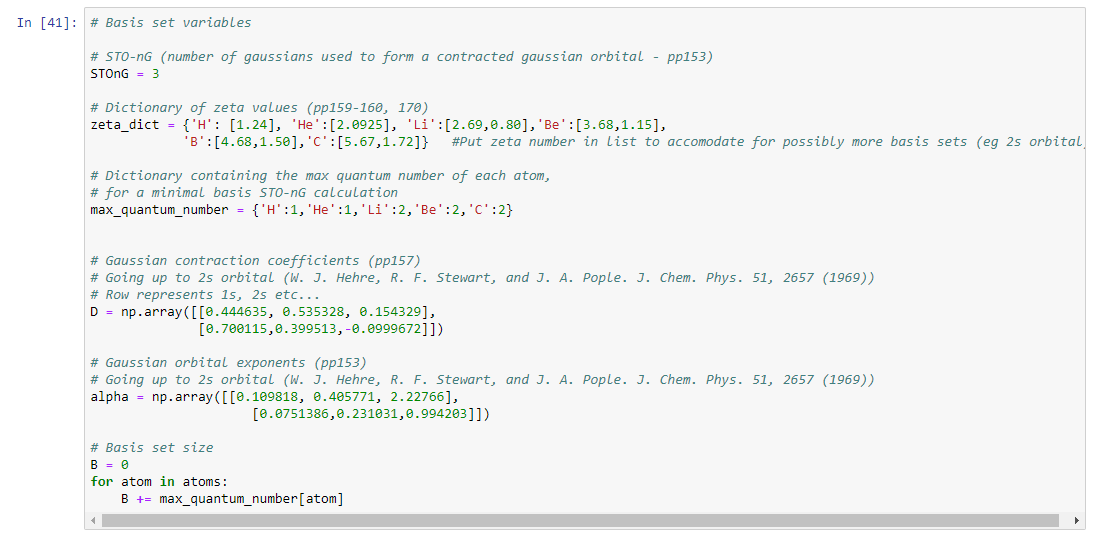 In [41]:
# Basis set variables
# STO-nG (number of gaussians used to form a contracted gaussian orbital - pp153)
STOnG = 3
# Dictionary of zeta values (pp159-160, 170)
zeta_dict = {'H': [1.24], 'He':[2.0925], 'Li':[2.69,0.80],'Be':[3.68,1.15],
'B':[4.68,1.50],'C':[5.67,1.72]}   #Put zeta number in list to accomodate for possibly more basis sets (eg 2s orbital
# Dictionary containing the max quantum number of each atom,
# for a minimal basis STO-nG calculation
max_quantum_number = {'H':1,'He':1,'Li':2,'Be':2,'C':2}
# Gaussian contraction coefficients (pp157)
# Going up to 2s orbital (W. J. Hehre, R. F. Stewart, and J. A. Pople. J. Chem. Phys. 51, 2657 (1969))
# Row represents 1s, 2s etc...
D = np.array([[0.444635, 0.535328, 0.154329],
[0.700115,0.399513,-0.0999672]])
# Gaussian orbital exponents (pp153)
# Going up to 2s orbital (W. J. Hehre, R. F. Stewart, and J. A. Pople. J. Chem. Phys. 51, 2657 (1969))
alpha = np.array([[0.109818, 0.405771, 2.22766],
[0.0751386,0.231031,0.994203]])
# Basis set size
B = 0
for atom in atoms:
B += max_quantum_number[atom]